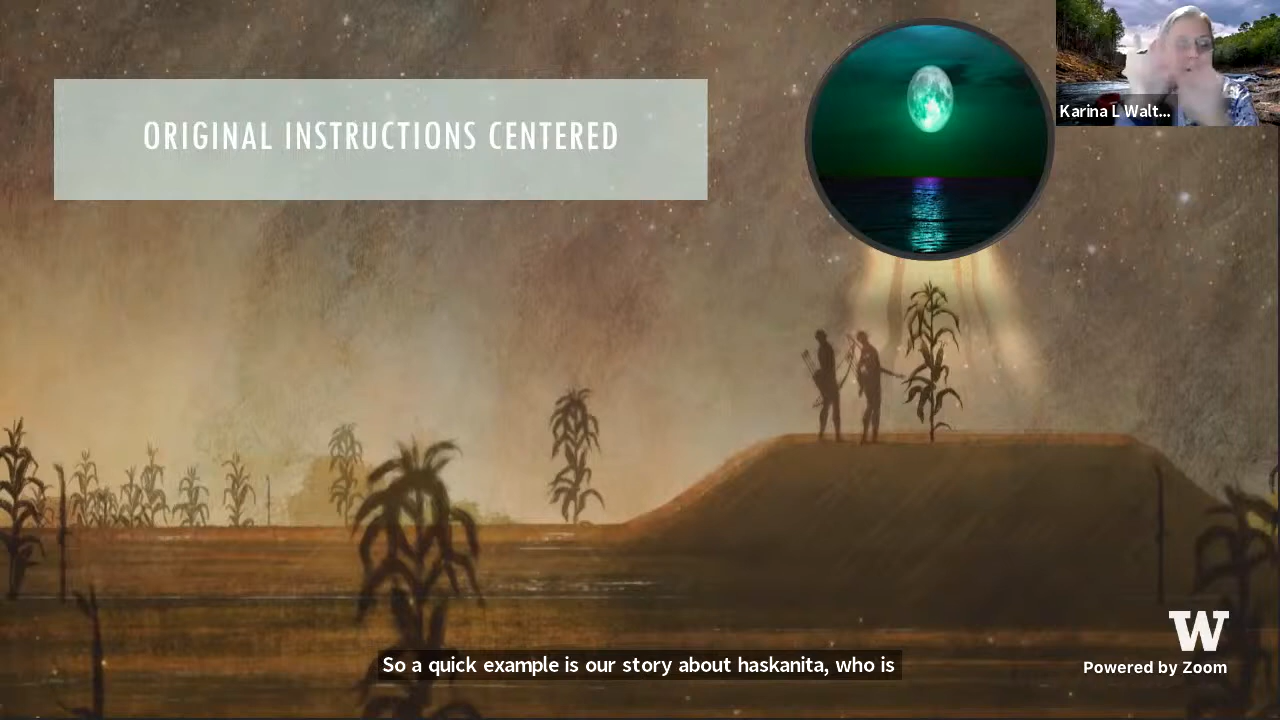 ORIGINAL INSTRUCTIONS CENTERED
Karina L Walt...
So a quick example is our story about haskanita, who is
W
Powered by Zoom